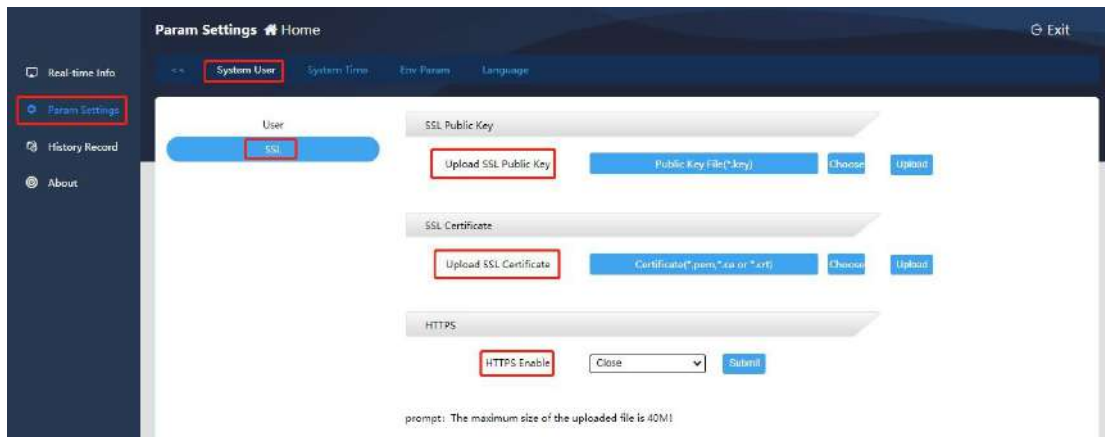 Param Settings Home
Exit
Real-time Info
<< System User System Time Env Param Language
Param Settings
User
SSL Public Key
History Record
SSL
Upload SSL Public Key Public Key File(*.key) Choose Upload
About
SSL Certificate
Upload SSL Certificate Certificate(*.pem,*.ca or *.crt) Choose Upload
HTTPS
HTTPS Enable Close Submit
prompt: The maximum size of the uploaded file is 40M!